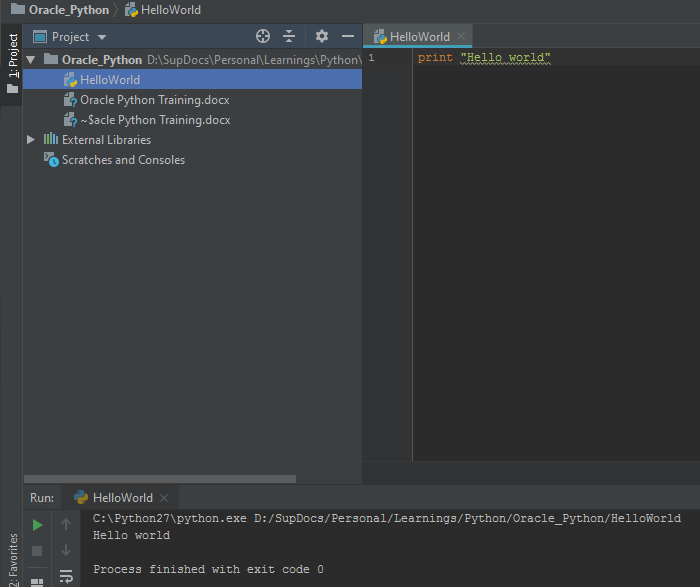 Oracle_Python HelloWorld
1: Project
Project
Oracle_Python D:\SupDocs\Personal\Learnings\Python\
HelloWorld
Oracle Python Training.docx
~$acle Python Training.docx
External Libraries
Scratches and Consoles
HelloWorld
1 print "Hello world"
Run: HelloWorld
C:\Python27\python.exe D:/SupDocs/Personal/Learnings/Python/Oracle_Python/HelloWorld
Hello world
Process finished with exit code 0
2: Favorites